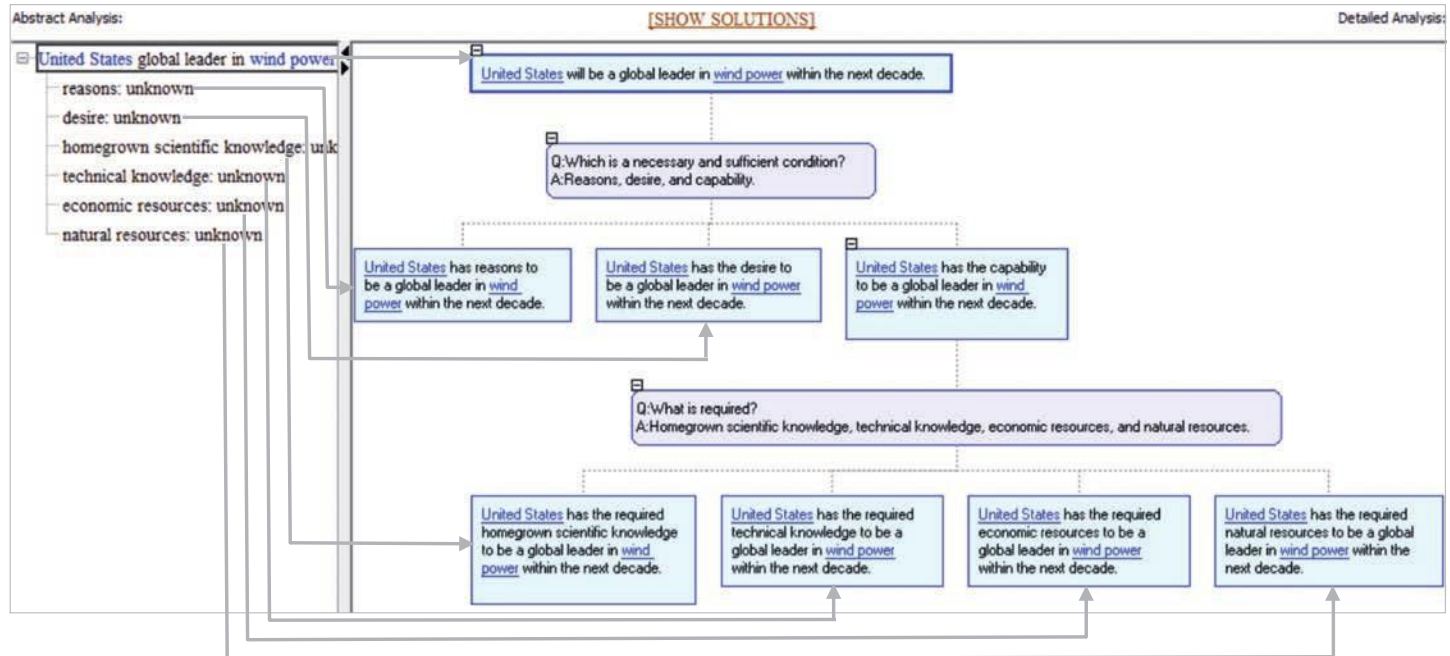 Abstract Analysis:
[SHOW SOLUTIONS]
Detailed Analysis:
United States global leader in wind power
reasons: unknown
desire: unknown
homegrown scientific knowledge: unk
technical knowledge: unknown
economic resources: unknown
natural resources: unknown
United States will be a global leader in wind power within the next decade.
Q:Which is a necessary and sufficient condition?
A:Reasons, desire, and capability.
United States has reasons to
be a global leader in wind
power within the next decade.
United States has the desire to
be a global leader in wind power
within the next decade.
United States has the capability
to be a global leader in wind
power within the next decade.
Q:What is required?
A:Homegrown scientific knowledge, technical knowledge, economic resources, and natural resources.
United States has the required
homegrown scientific knowledge
to be a global leader in wind
power within the next decade.
United States has the required
technical knowledge to be a
global leader in wind power
within the next decade.
United States has the required
economic resources to be a
global leader in wind power
within the next decade.
United States has the required
natural resources to be a global
leader in wind power within the
next decade.